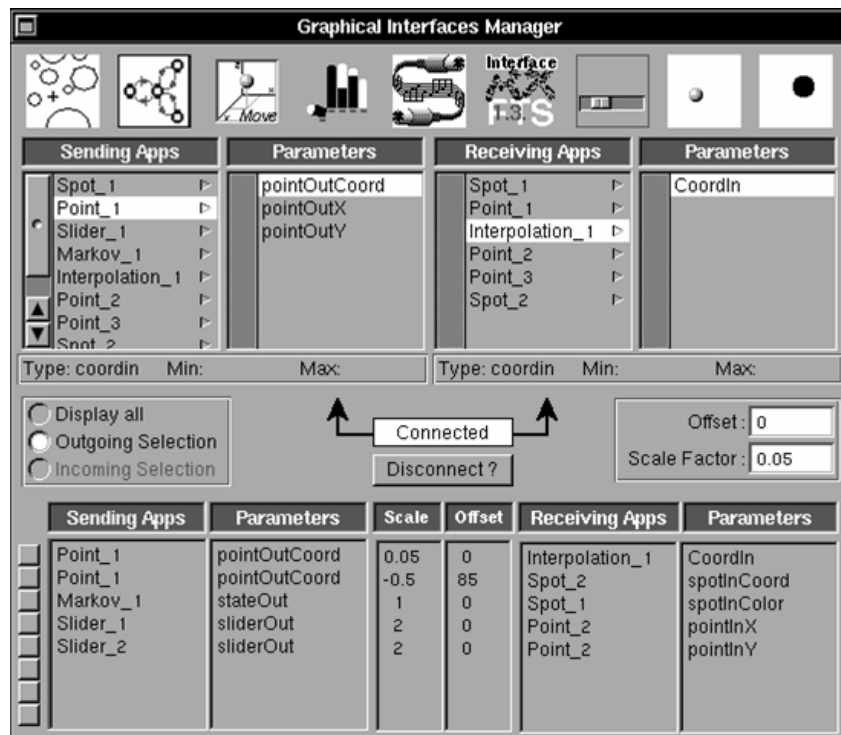 Graphical Interfaces Manager
Move
Interface
T.3. FTS
Sending Apps
Parameters
Receiving Apps
Parameters
Spot_1
Point_1
Slider_1
Markov_1
Interpolation_1
Point_2
Point_3
Spot_2
pointOutCoord
pointOutX
pointOutY
Spot_1
Point_1
Interpolation_1
Point_2
Point_3
Spot_2
CoordIn
Type: coordin Min: Max:
Type: coordin Min: Max:
Display all
Outgoing Selection
Incoming Selection
Connected
Disconnect ?
Offset : 0
Scale Factor : 0.05
Sending Apps Parameters Scale Offset Receiving Apps Parameters
Point_1 pointOutCoord 0.05 0 Interpolation_1 CoordIn
Point_1 pointOutCoord -0.5 85 Spot_2 spotInCoord
Markov_1 stateOut 1 0 Spot_1 spotInColor
Slider_1 sliderOut 2 0 Point_2 pointInX
Slider_2 sliderOut 2 0 Point_2 pointInY